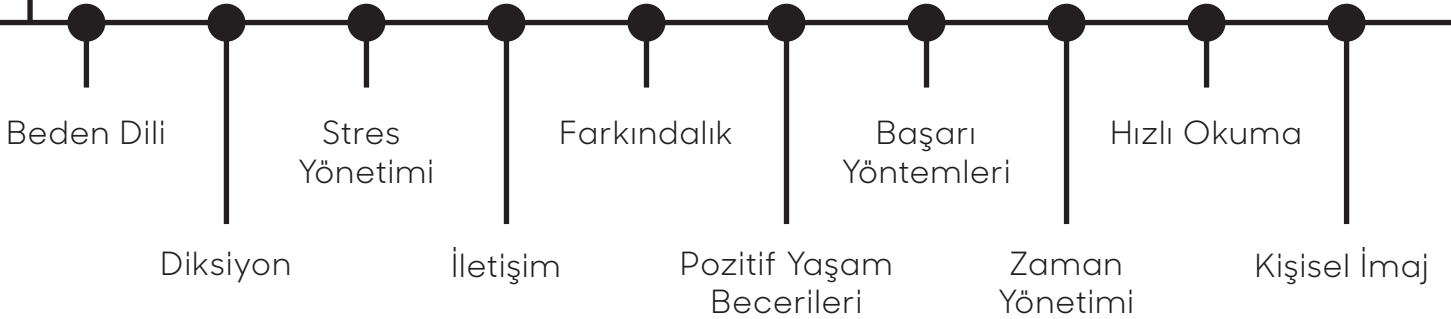 Beden Dili
Diksiyon
Stres
Yönetimi
İletişim
Farkındalık
Pozitif Yaşam
Becerileri
Başarı
Yöntemleri
Zaman
Yönetimi
Hızlı Okuma
Kişisel İmaj